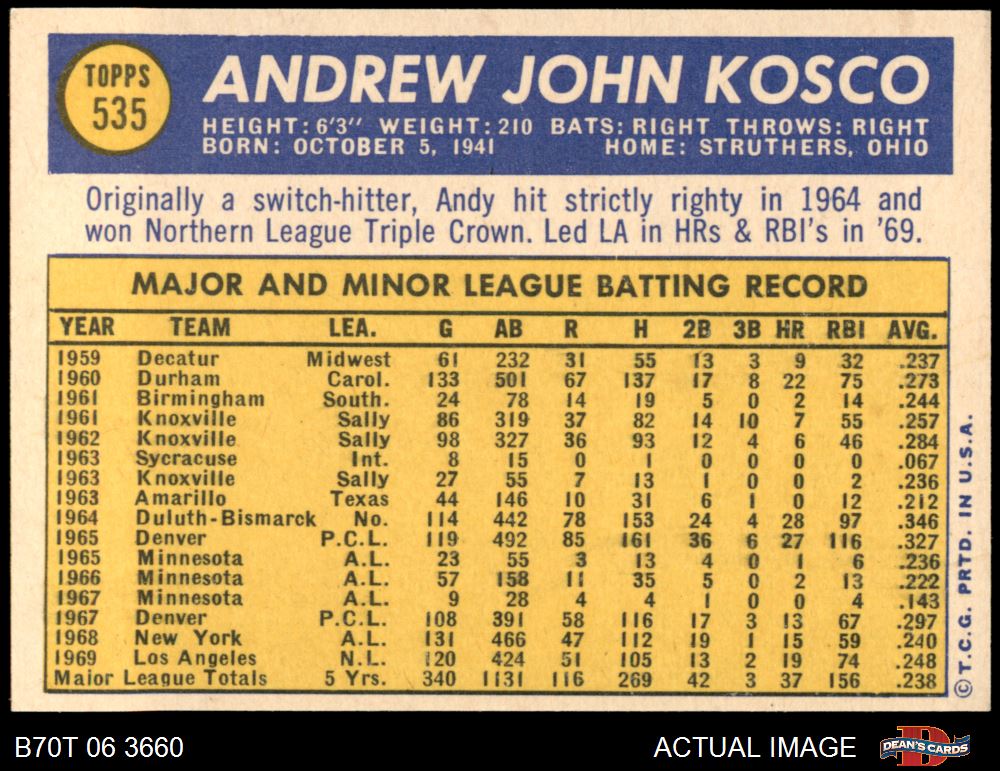 TOPPS
535
ANDREW JOHN KOSCO
HEIGHT: 6'3" WEIGHT: 210 BATS: RIGHT THROWS: RIGHT
BORN: OCTOBER 5, 1941 HOME: STRUTHERS, OHIO
Originally a switch-hitter, Andy hit strictly righty in 1964 and
won Northern League Triple Crown. Led LA in HRs & RBI's in '69.
MAJOR AND MINOR LEAGUE BATTING RECORD
YEAR TEAM LEA. G AB R H 2B 3B HR RBI AVG.
1959 Decatur Midwest 61 232 31 55 13 3 9 32 .237
1960 Durham Carol. 133 501 67 137 17 8 22 75 .273
1961 Birmingham South. 24 78 14 19 5 0 2 14 .244
1961 Knoxville Sally 86 319 37 82 14 10 7 55 .257
1962 Knoxville Sally 98 327 36 93 12 4 6 46 .284
1963 Sycracuse Int. 8 15 0 1 0 0 0 0 .067
1963 Knoxville Sally 27 55 7 13 1 0 0 2 .236
1963 Amarillo Texas 44 146 10 31 6 1 0 12 .212
1964 Duluth-Bismarck No. 114 442 78 153 24 4 28 97 .346
1965 Denver P.C.L. 119 492 85 161 36 6 27 116 .327
1965 Minnesota A.L. 23 55 3 13 4 0 1 6 .236
1966 Minnesota A.L. 57 158 11 35 5 0 2 13 .222
1967 Minnesota A.L. 9 28 4 4 1 0 0 4 .143
1967 Denver P.C.L. 108 391 58 116 17 3 13 67 .297
1968 New York A.L. 131 466 47 112 19 1 15 59 .240
1969 Los Angeles N.L. 120 424 51 105 13 2 19 74 .248
Major League Totals 5 Yrs. 340 1131 116 269 42 3 37 156 .238
© T.C.G. PRTD. IN U.S.A.
B70T 06 3660 ACTUAL IMAGE DEAN'S CARDS